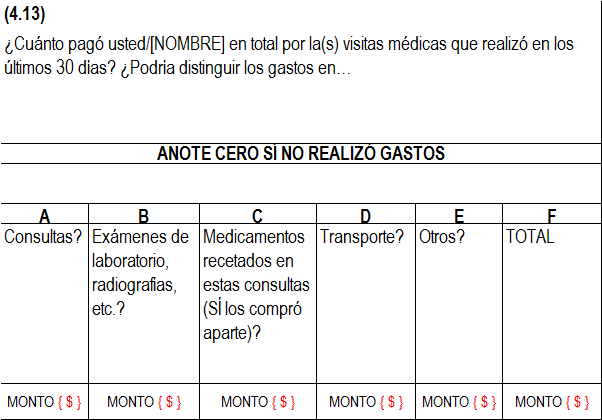 (4.13)
¿Cuánto pagó usted/[NOMBRE] en total por la(s) visitas médicas que realizó en los
últimos 30 días? ¿Podría distinguir los gastos en…
ANOTE CERO SÍ NO REALIZÓ GASTOS
A B C D E F
Consultas? Exámenes de Medicamentos Transporte? Otros? TOTAL
laboratorio, recetados en
radiografías, estas consultas
etc.? (SÍ los compró
aparte)?
MONTO { $ } MONTO { $ } MONTO { $ } MONTO { $ } MONTO { $ } MONTO { $ }